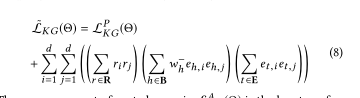 \tilde{\mathcal{L}}_{KG}(\Theta) = \mathcal{L}_{KG}^{P}(\Theta)
+ \sum_{i=1}^{d} \sum_{j=1}^{d} \left( \left( \sum_{r \in \mathbf{R}} r_i r_j \right) \left( \sum_{h \in \mathbf{B}} w_h^- e_{h,i} e_{h,j} \right) \left( \sum_{t \in \mathbf{E}} e_{t,i} e_{t,j} \right) \right) (8)